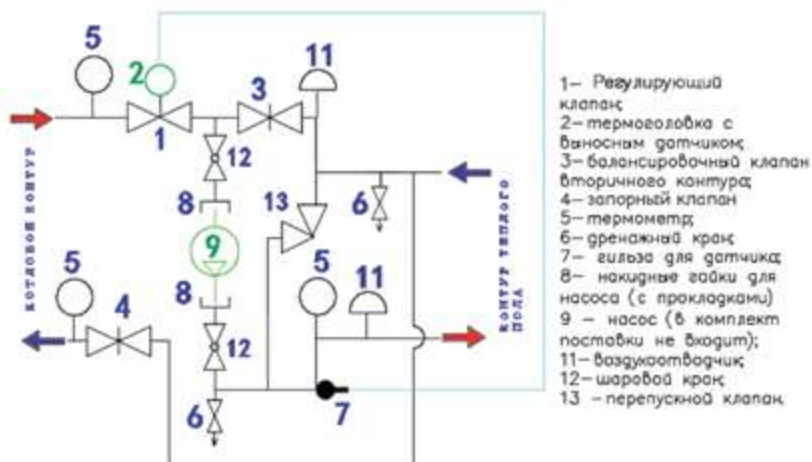 5
2
11
3
1
12
8
13
6
9
5
11
8
5
4
12
7
6
КОТЛОВОЙ КОНТУР
КОНТУР ТЕПЛОГО
ПОЛА
1– Регулирующий
клапан;
2–термоголовка с
выносным датчиком;
3–балансировочный клапан
вторичного контура;
4–запорный клапан
5–термометр;
6–дренажный кран;
7– гильза для датчика;
8– накидные гайки для
насоса (с прокладками)
9 – насос (в комплект
поставки не входит);
11–воздухоотводчик;
12–шаровой кран;
13 –перепускной клапан.